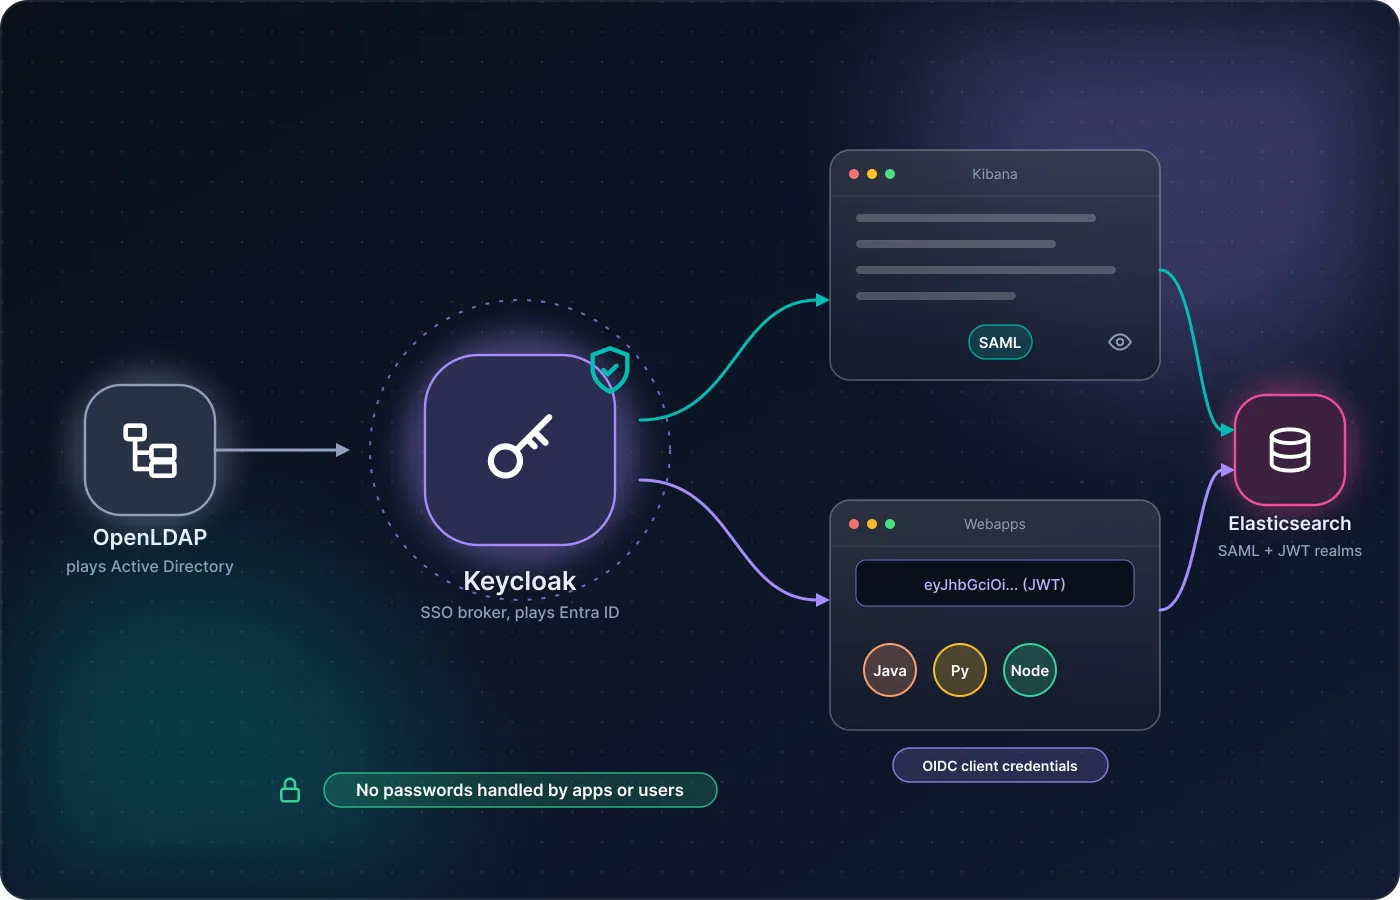 Kibana
SAML
OpenLDAP
plays Active Directory
Keycloak
SSO broker, plays Entra ID
Elasticsearch
SAML + JWT realms
Webapps
eyJhbGciOi... (JWT)
Java
Py
Node
OIDC client credentials
No passwords handled by apps or users